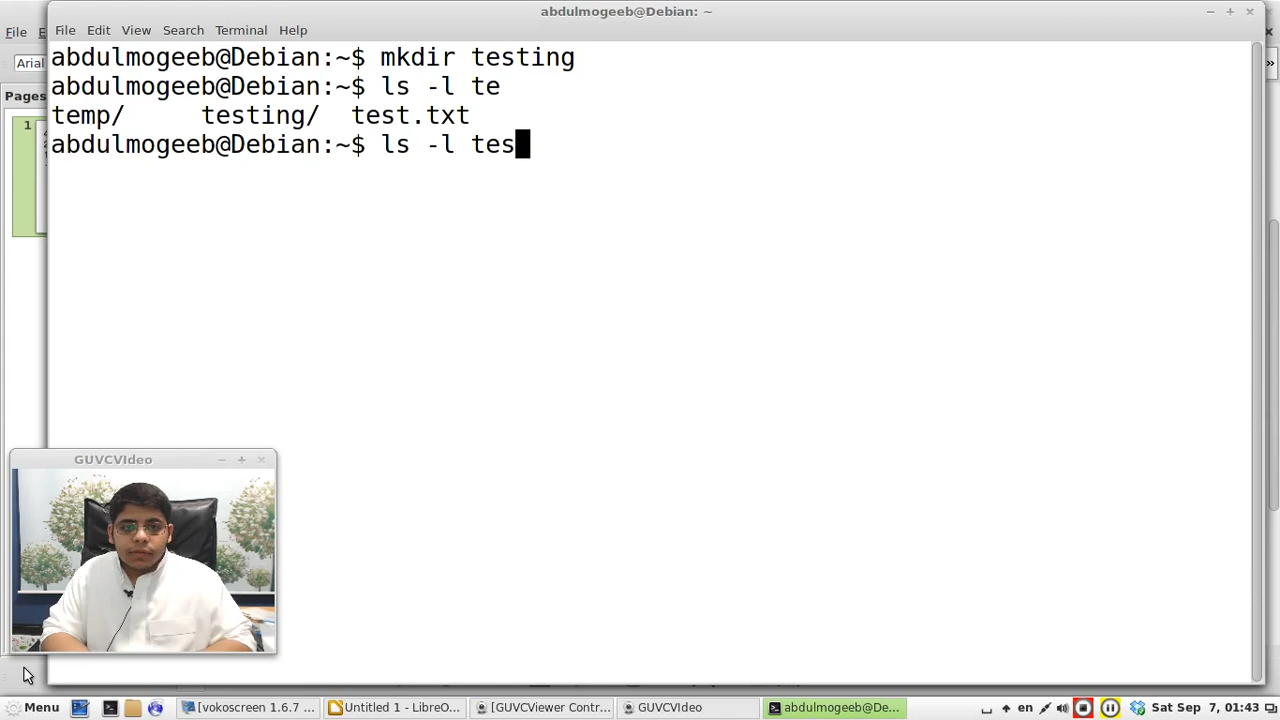 abdulmogeeb@Debian: ~
File Edit View Search Terminal Help
File
Arial
Pages
1
abdulmogeeb@Debian:~$ mkdir testing
abdulmogeeb@Debian:~$ ls -l te
temp/ testing/ test.txt
abdulmogeeb@Debian:~$ ls -l tes
GUVCVIdeo
Menu [vokoscreen 1.6.7 ... Untitled 1 - LibreO... [GUVCViewer Contr... GUVCVIdeo abdulmogeeb@De... en Sat Sep 7, 01:43